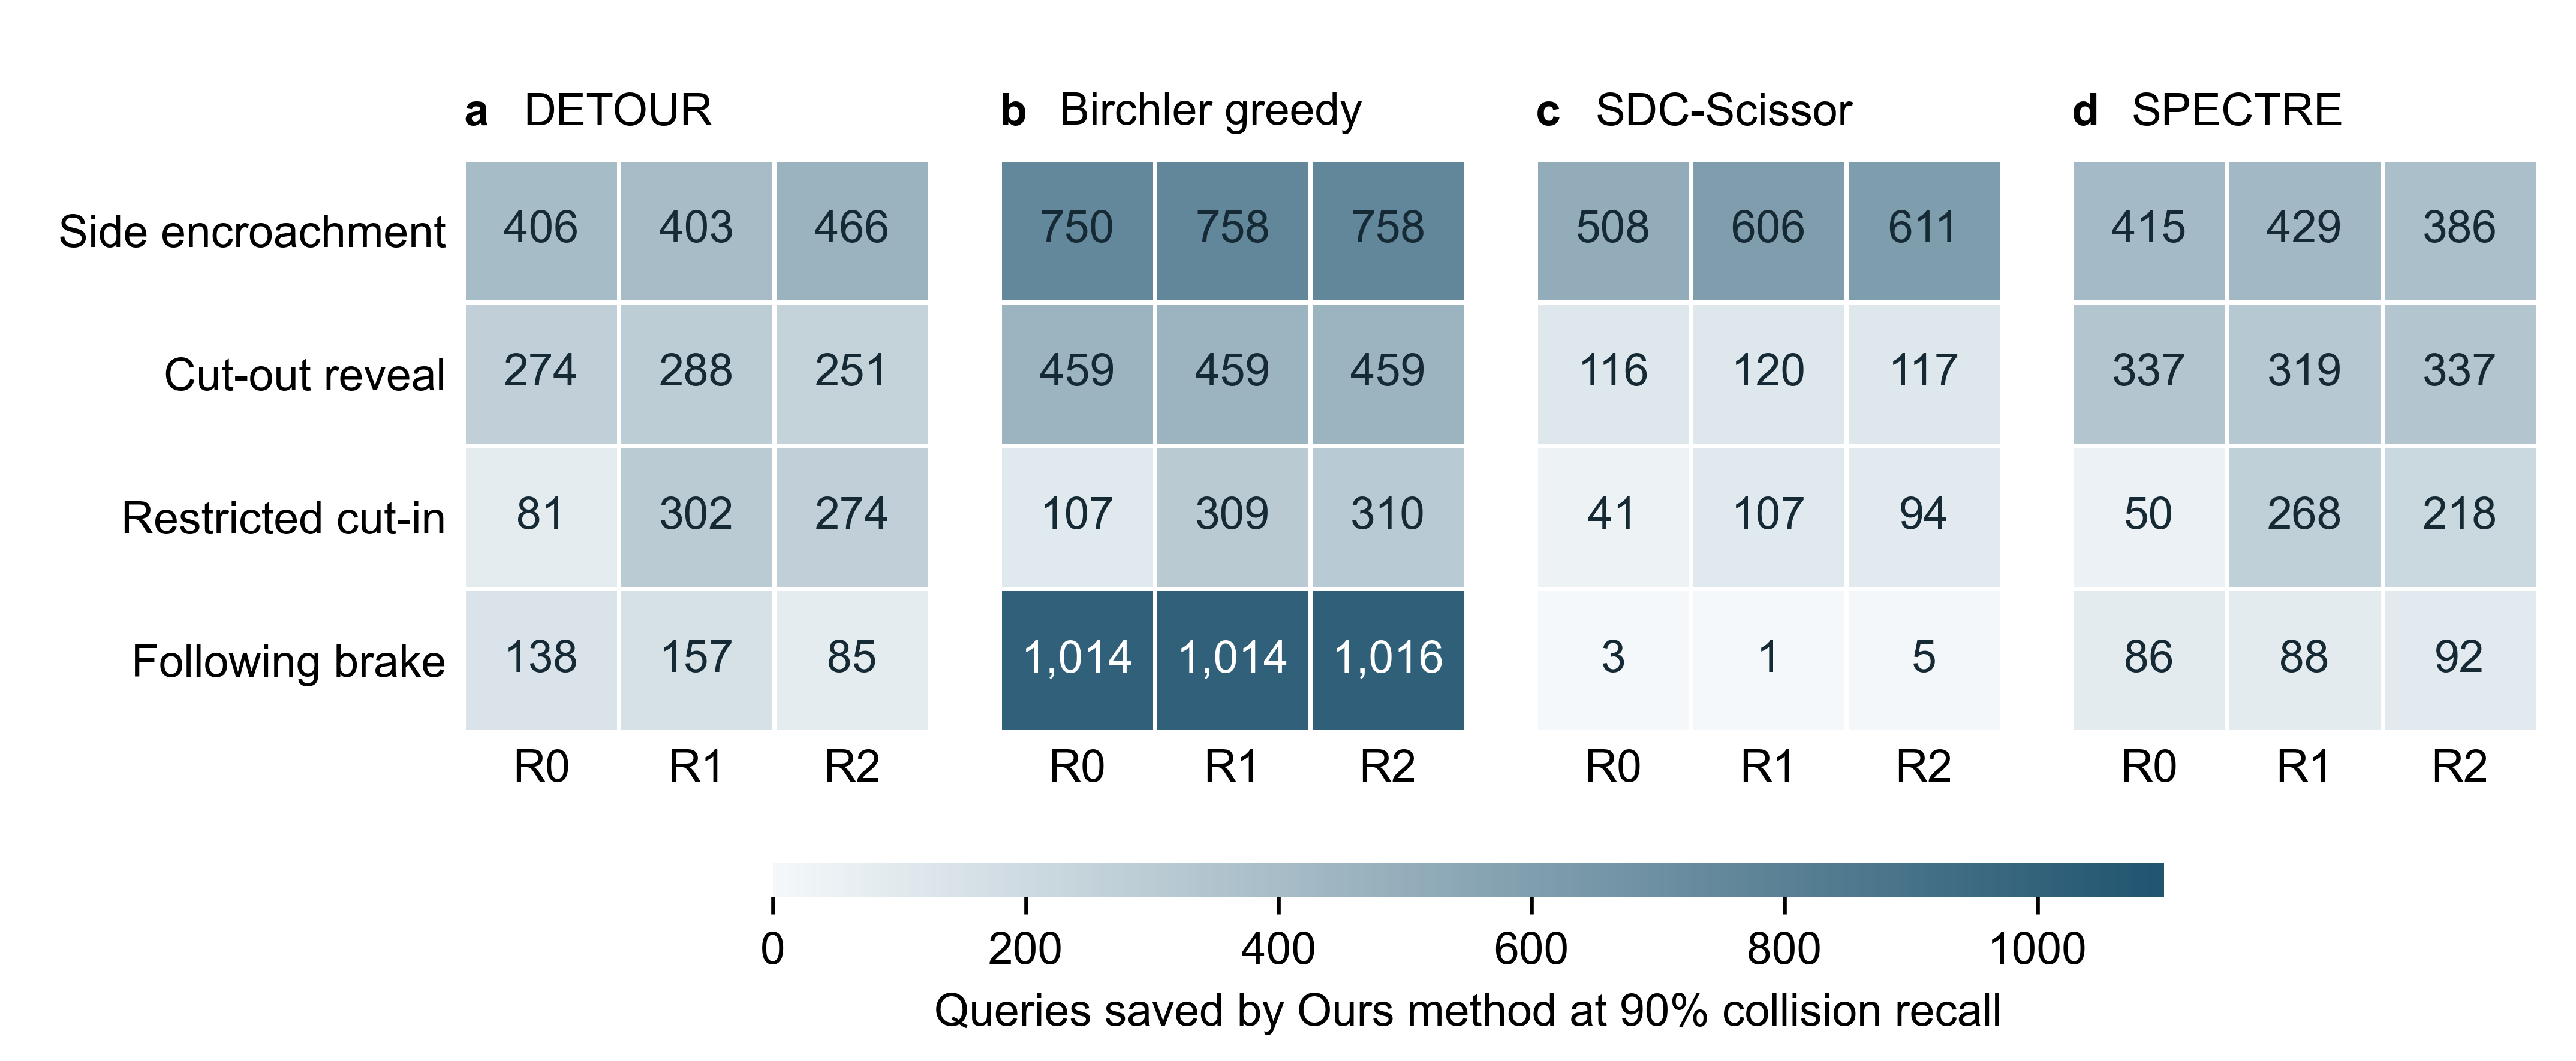 a DETOUR
b Birchler greedy
c SDC-Scissor
d SPECTRE
Side encroachment 406 403 466 750 758 758 508 606 611 415 429 386
Cut-out reveal 274 288 251 459 459 459 116 120 117 337 319 337
Restricted cut-in 81 302 274 107 309 310 41 107 94 50 268 218
Following brake 138 157 85 1,014 1,014 1,016 3 1 5 86 88 92
R0 R1 R2 R0 R1 R2 R0 R1 R2 R0 R1 R2
0 200 400 600 800 1000
Queries saved by Ours method at 90% collision recall